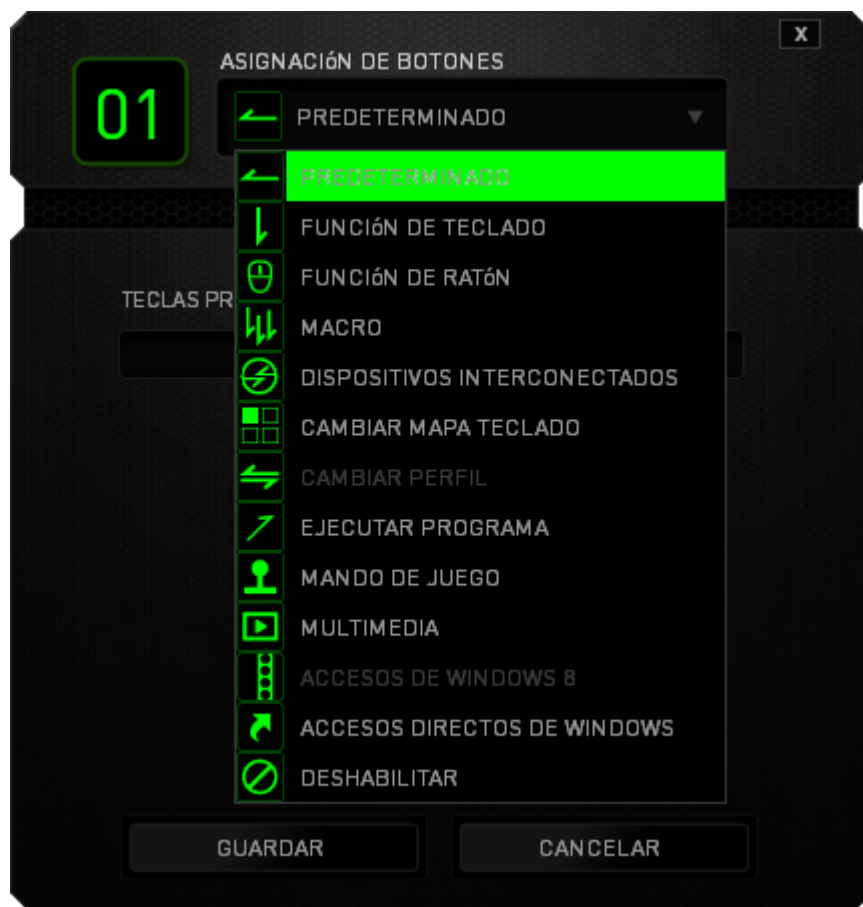 X
ASIGNACIóN DE BOTONES
01
PREDETERMINADO
PREDETERMINADO
FUNCIóN DE TECLADO
FUNCIóN DE RATóN
TECLAS PR
MACRO
DISPOSITIVOS INTERCONECTADOS
CAMBIAR MAPA TECLADO
CAMBIAR PERFIL
EJECUTAR PROGRAMA
MANDO DE JUEGO
MULTIMEDIA
ACCESOS DE WINDOWS 8
ACCESOS DIRECTOS DE WINDOWS
DESHABILITAR
GUARDAR
CANCELAR